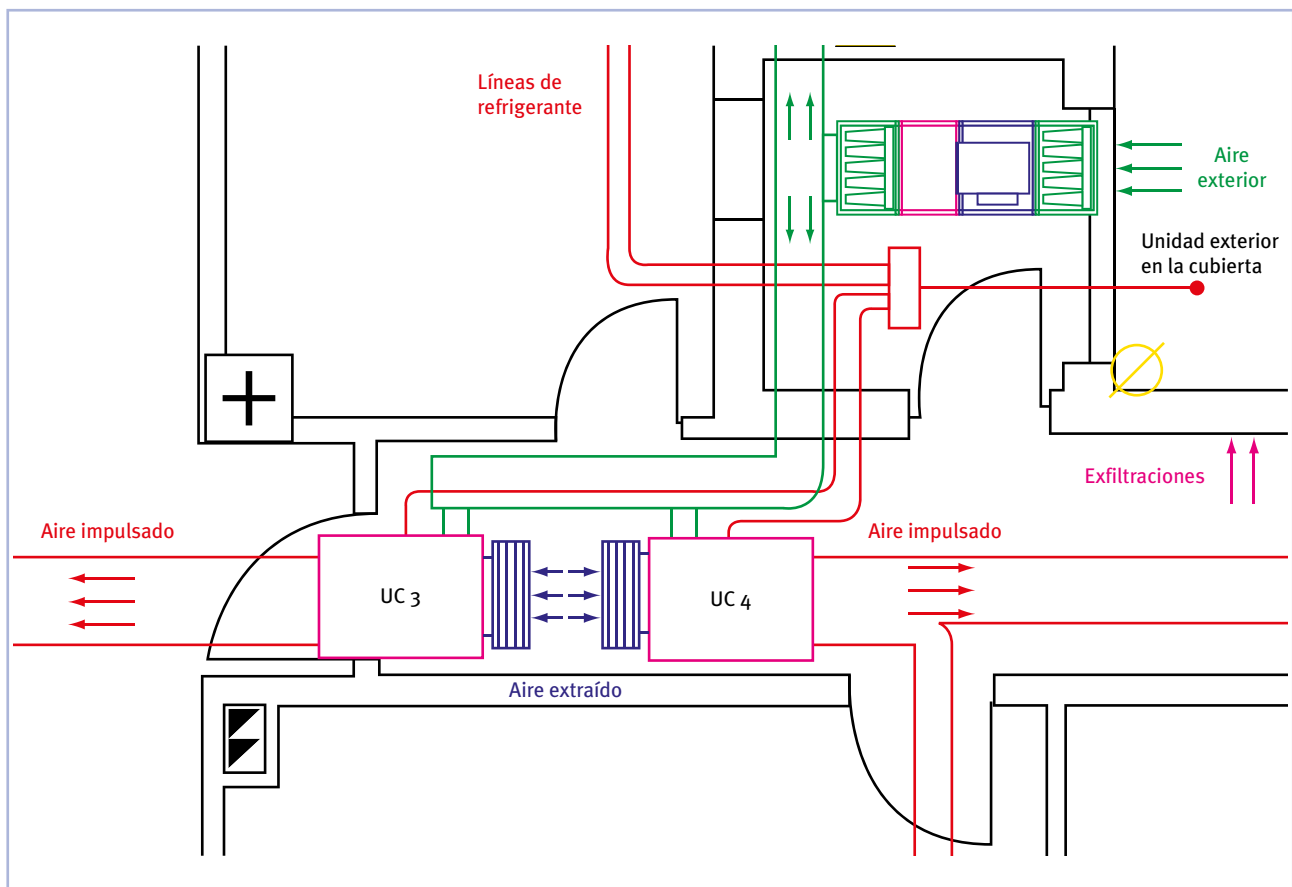 Líneas de
refrigerante
Aire
exterior
Unidad exterior
en la cubierta
Exfiltraciones
Aire impulsado
Aire impulsado
UC 3
UC 4
Aire extraído